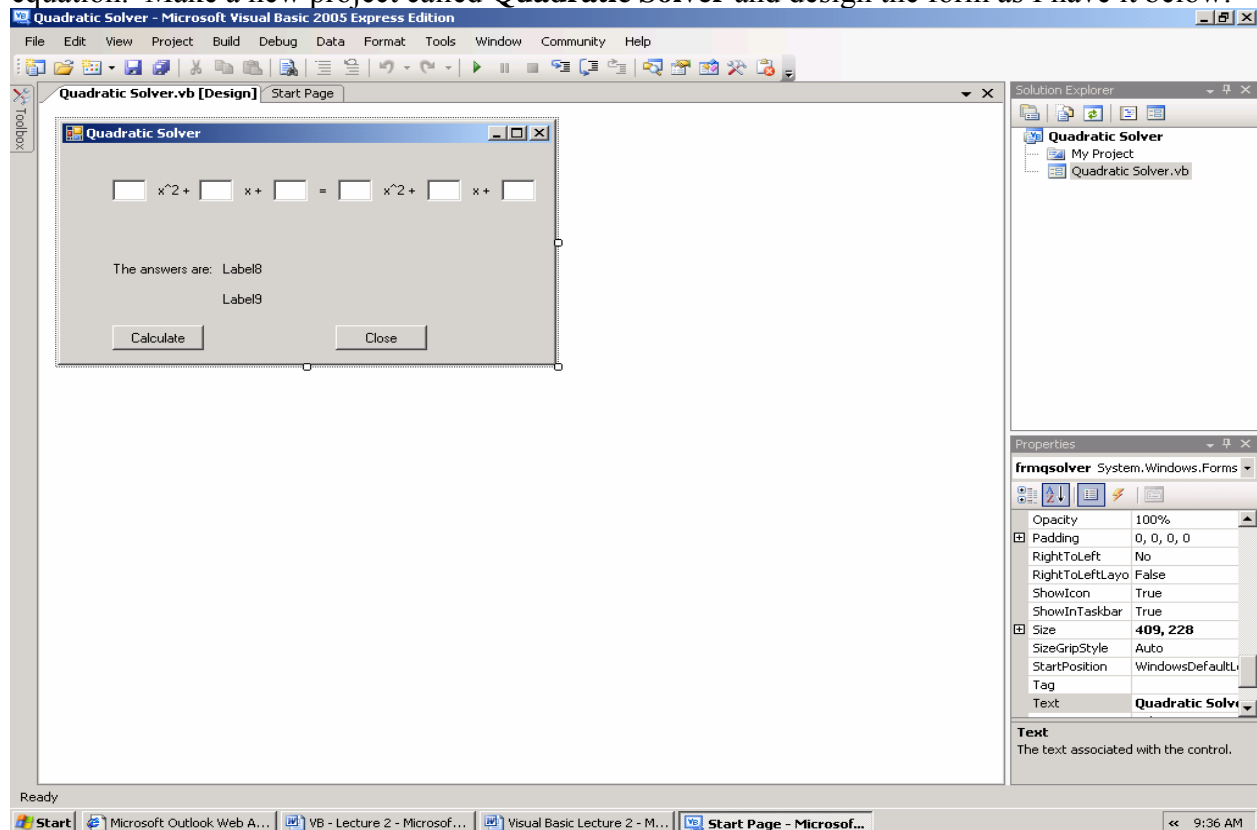 equation. Make a new project called Quadratic Solver and design the form as I have it below.
Quadratic Solver - Microsoft Visual Basic 2005 Express Edition
File Edit View Project Build Debug Data Format Tools Window Community Help
Quadratic Solver.vb [Design] Start Page
Toolbox
Quadratic Solver
x^2 + x + = x^2 + x +
The answers are: Label8
Label9
Calculate Close
Solution Explorer
Quadratic Solver
My Project
Quadratic Solver.vb
Properties
frmqsolver System.Windows.Forms
Opacity 100%
Padding 0, 0, 0, 0
RightToLeft No
RightToLeftLayo False
ShowIcon True
ShowInTaskbar True
Size 409, 228
SizeGripStyle Auto
StartPosition WindowsDefaultL
Tag
Text Quadratic Solv
Text
The text associated with the control.
Ready
Start Microsoft Outlook Web A... VB - Lecture 2 - Microsof... Visual Basic Lecture 2 - M... Start Page - Microsof... « 9:36 AM